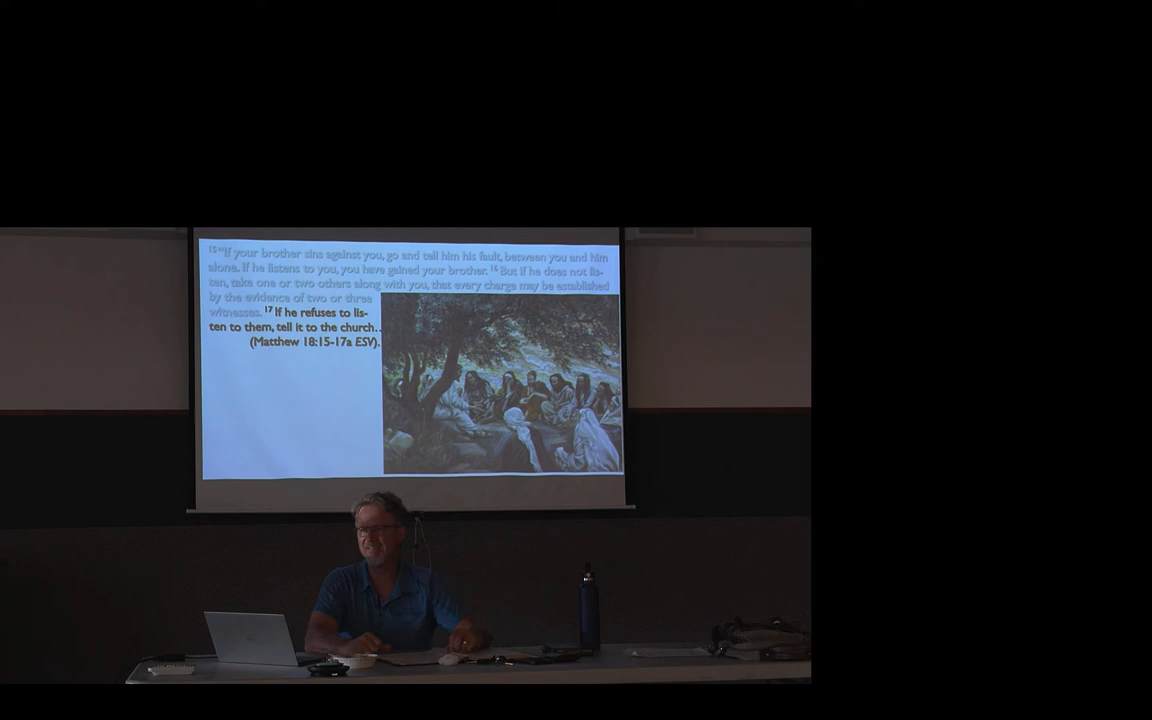 15 “If your brother sins against you, go and tell him his fault, between you and him
alone. If he listens to you, you have gained your brother. 16 But if he does not lis-
ten, take one or two others along with you, that every charge may be established
by the evidence of two or three
witnesses. 17 If he refuses to lis-
ten to them, tell it to the church…
(Matthew 18:15-17a ESV).